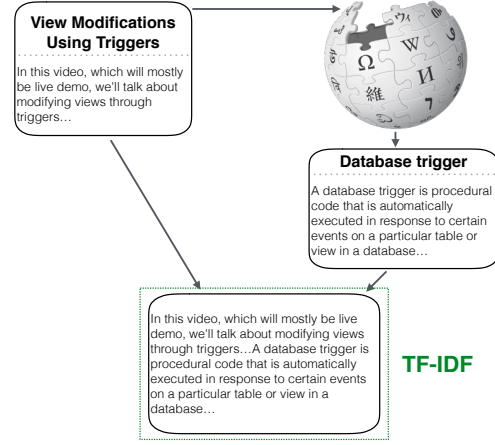 View Modifications
Using Triggers
In this video, which will mostly
be live demo, we'll talk about
modifying views through
triggers…
Ω
W
И
維
7
Database trigger
A database trigger is procedural
code that is automatically
executed in response to certain
events on a particular table or
view in a database…
In this video, which will mostly be live
demo, we'll talk about modifying views
through triggers…A database trigger is
procedural code that is automatically
executed in response to certain events
on a particular table or view in a
database…
TF-IDF